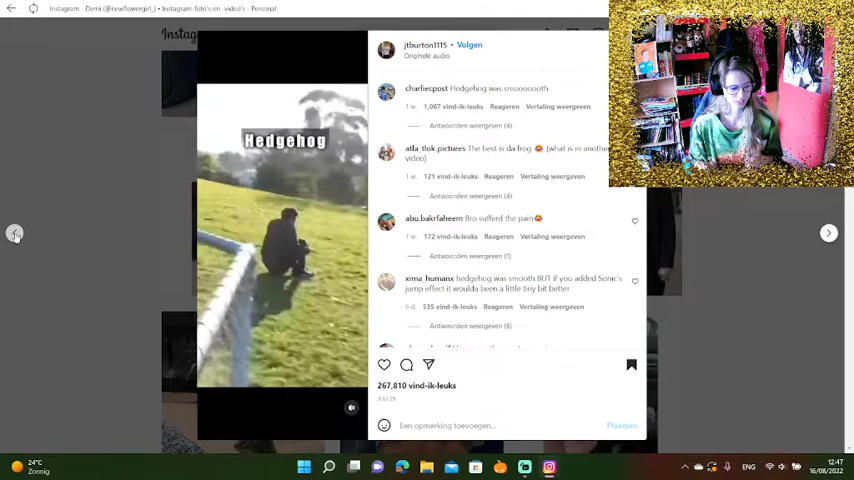 Instagram - Demi (@newflowergirl_) • Instagram-foto's en -video's - Personal
Instag
Hedgehog
jtburton1115 • Volgen
Originele audio
charliecpost Hedgehog was smooooooth
1 w. 1,067 vind-ik-leuks Reageren Vertaling weergeven
Antwoorden weergeven (4)
atla_tlok.pictures The best is da frog 😂 (what is in another
video)
1 w. 121 vind-ik-leuks Reageren Vertaling weergeven
Antwoorden weergeven (4)
abu.bakrfaheem Bro sufferd the pain😂
1 w. 172 vind-ik-leuks Reageren Vertaling weergeven
Antwoorden weergeven (1)
xima_humanx hedgehog was smooth BUT if you added Sonic's
jump effect it woulda been a little tiny bit better
6 d. 535 vind-ik-leuks Reageren Vertaling weergeven
Antwoorden weergeven (6)
267,810 vind-ik-leuks
JULI 29
Een opmerking toevoegen...
Plaatsen
24°C
Zonnig
ENG
12:47
16/08/2022